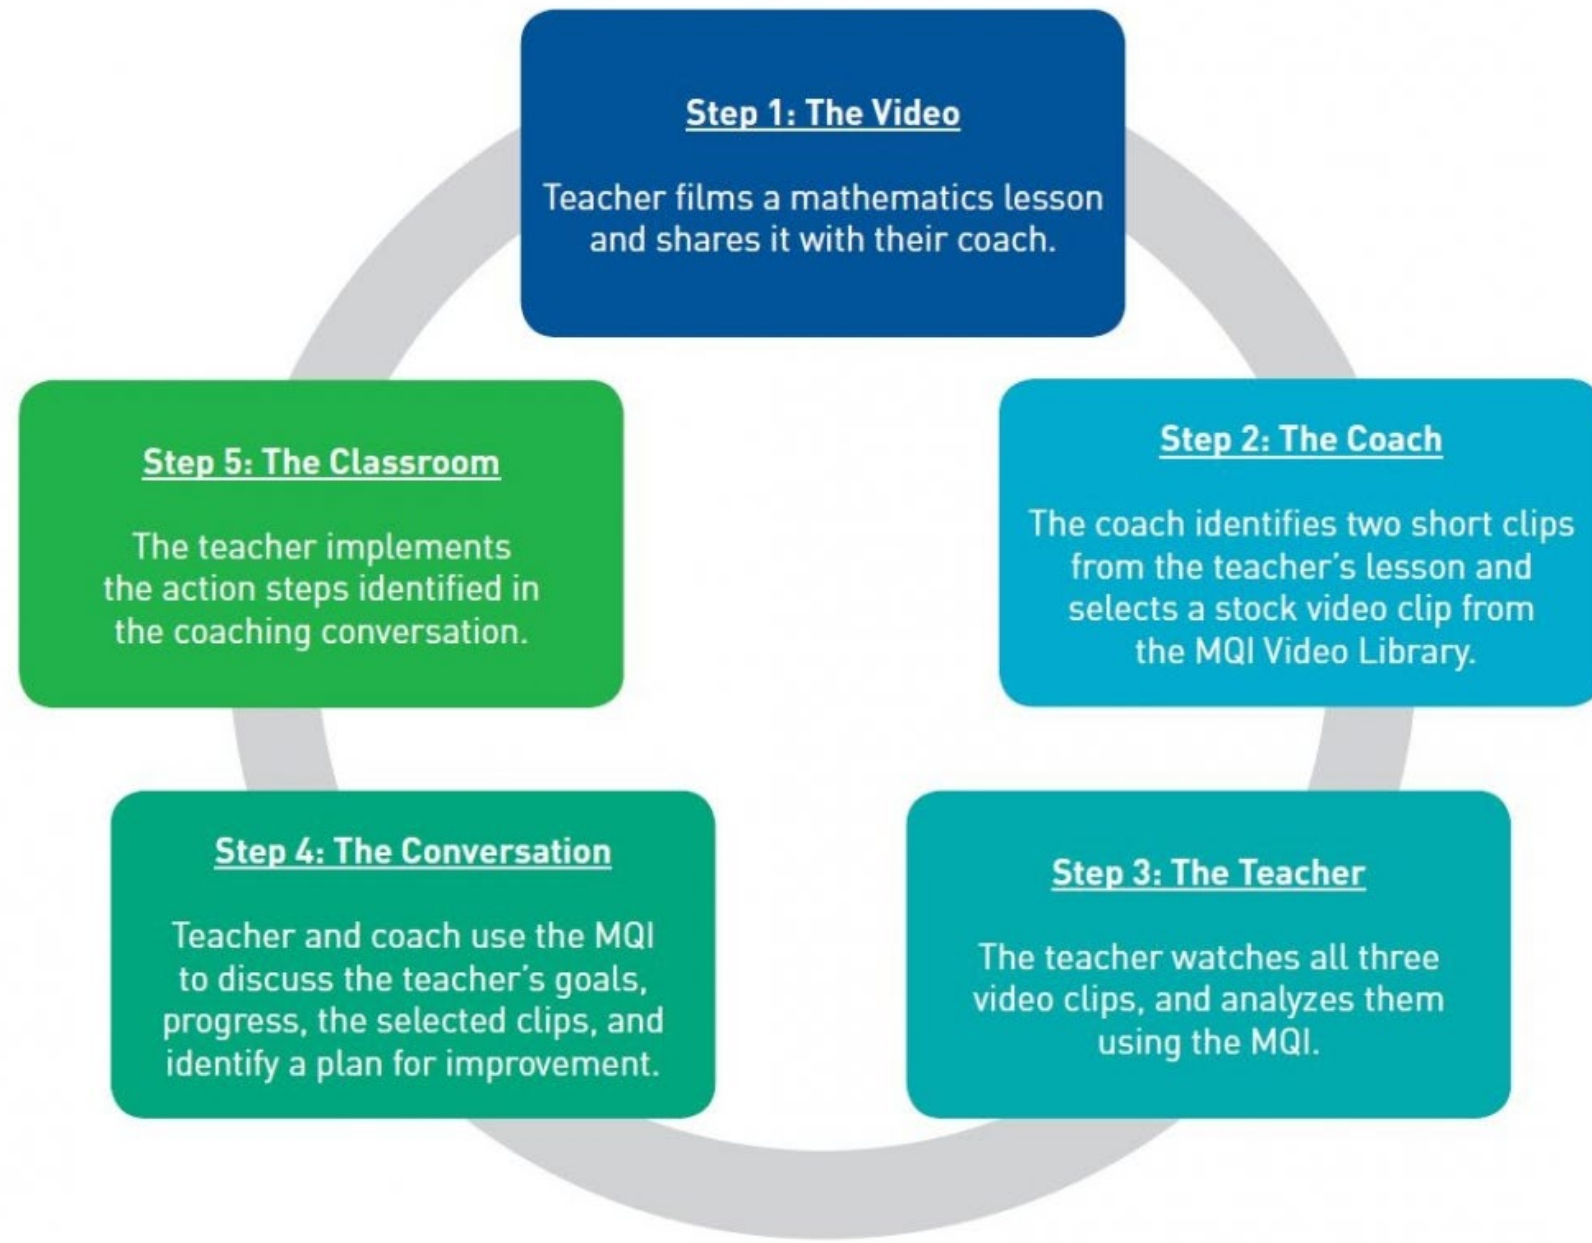 Step 1: The Video
Teacher films a mathematics lesson
and shares it with their coach.
Step 2: The Coach
The coach identifies two short clips
from the teacher's lesson and
selects a stock video clip from
the MQI Video Library.
Step 3: The Teacher
The teacher watches all three
video clips, and analyzes them
using the MQI.
Step 4: The Conversation
Teacher and coach use the MQI
to discuss the teacher's goals,
progress, the selected clips, and
identify a plan for improvement.
Step 5: The Classroom
The teacher implements
the action steps identified in
the coaching conversation.